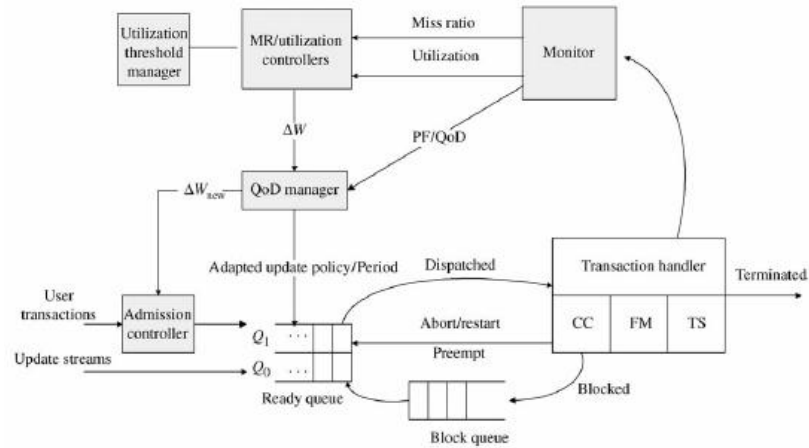 Utilization
threshold
manager
MR/utilization
controllers
Miss ratio
Utilization
Monitor
ΔW
PF/QoD
ΔW_new
QoD manager
Adapted update policy/Period
Dispatched
Transaction handler
Terminated
User
transactions
Admission
controller
Abort/restart
CC
FM
TS
Q1
...
Preempt
Update streams
Q0
...
Ready queue
Blocked
Block queue